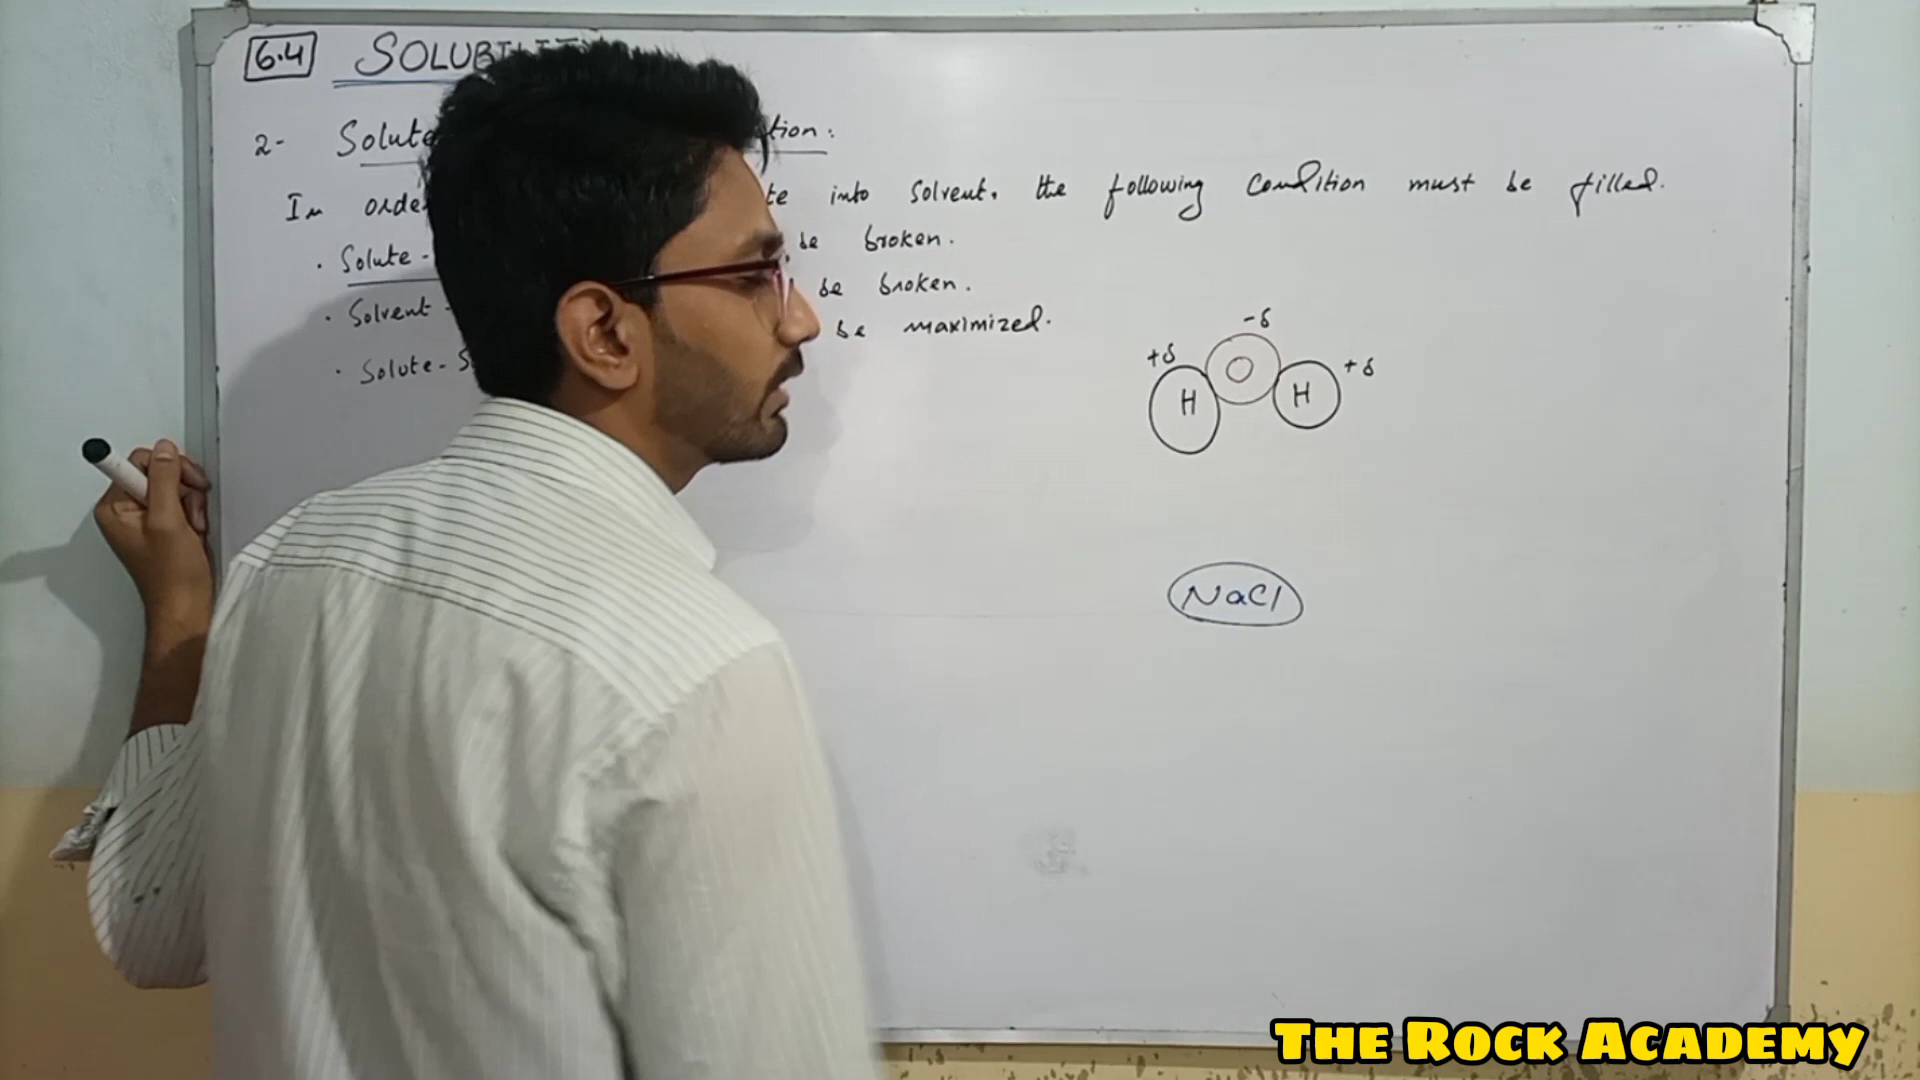 6.4 SOLUBILIT
2- Solute tion:
In orde te into Solvent, the following Condition must be filled.
· Solute - be broken.
· Solvent - be broken.
· Solute - S be maximized.
-δ
+δ +δ
H O H
NaCl
THE ROCK ACADEMY